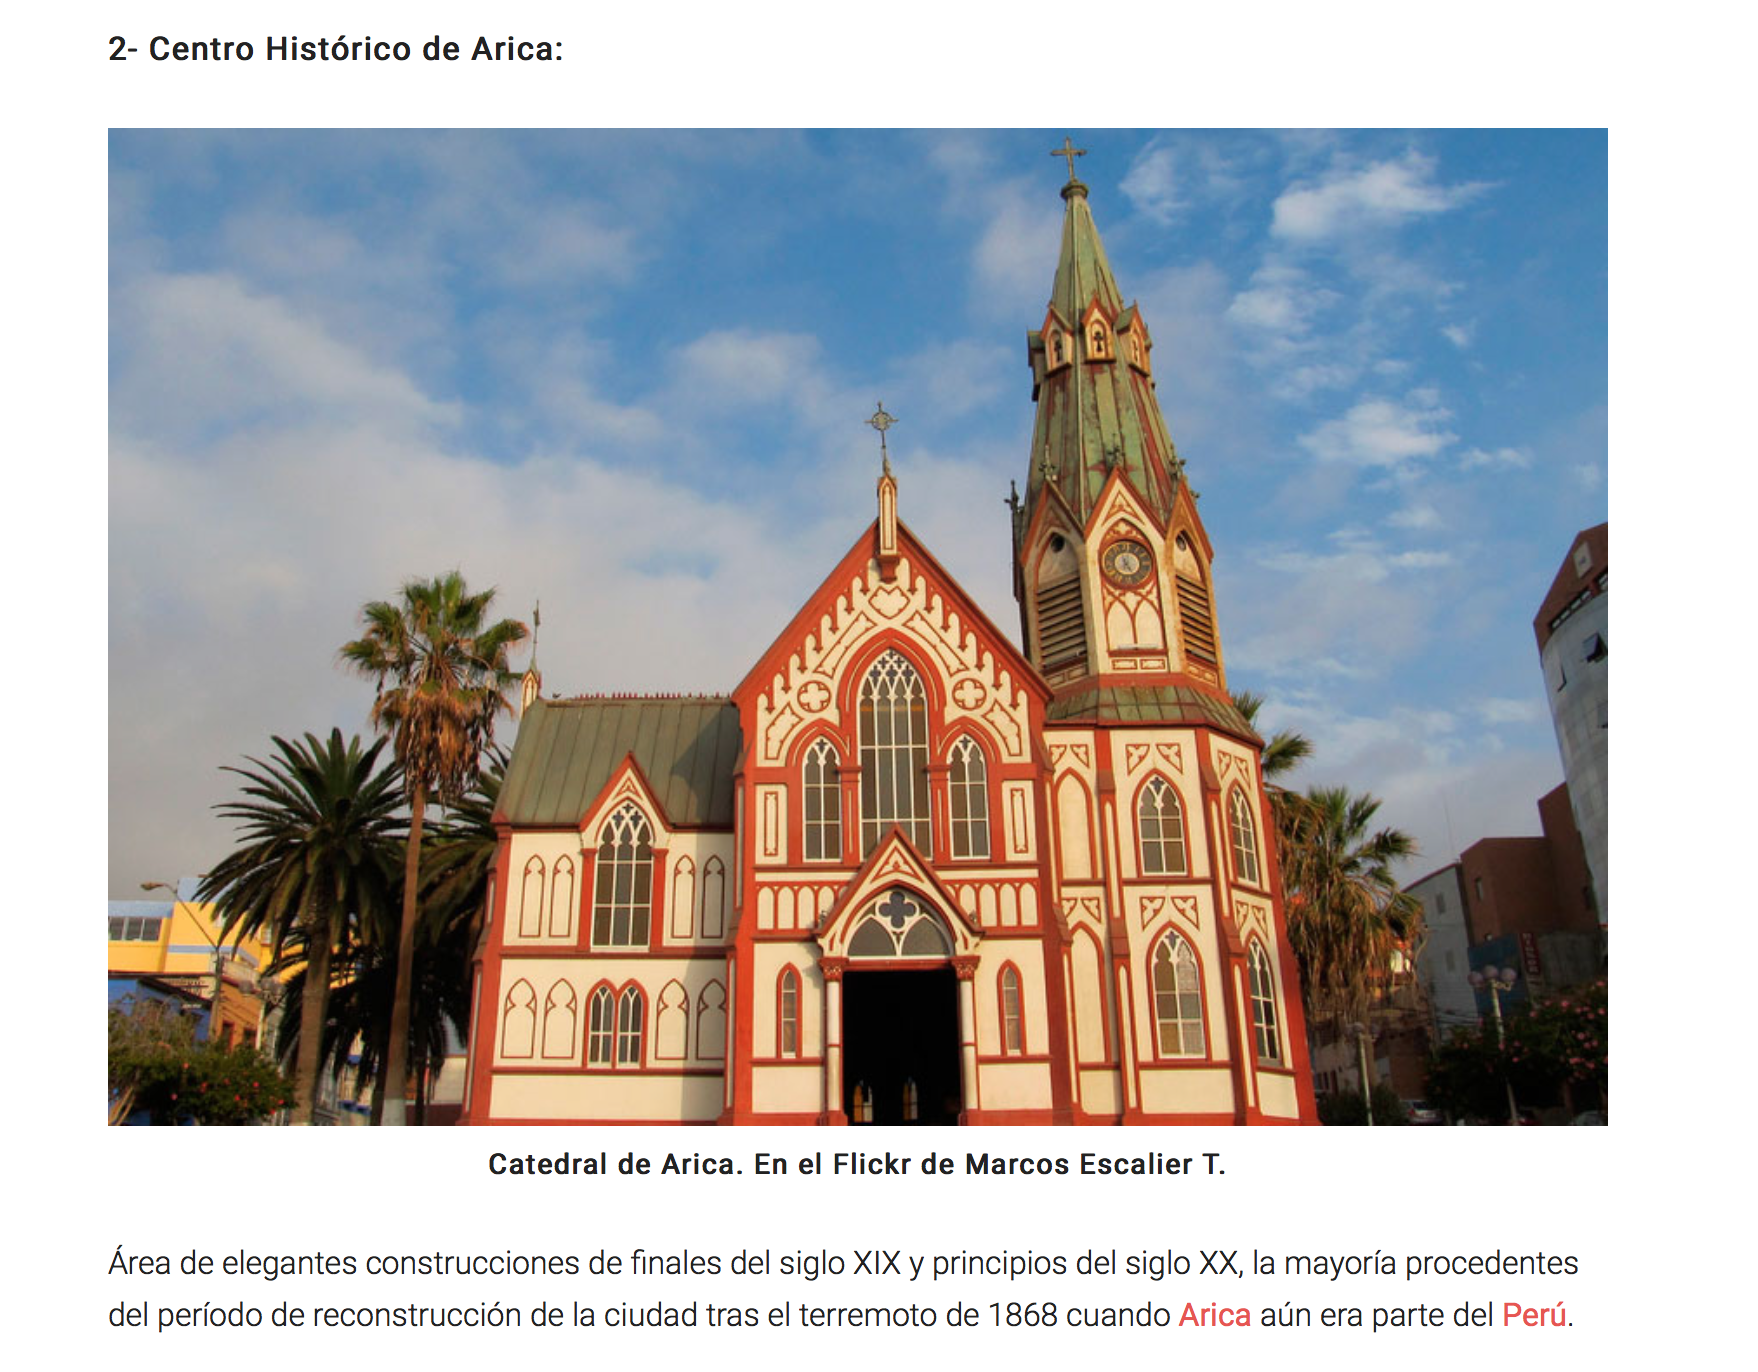 2- Centro Histórico de Arica:
Catedral de Arica. En el Flickr de Marcos Escalier T.
Área de elegantes construcciones de finales del siglo XIX y principios del siglo XX, la mayoría procedentes
del período de reconstrucción de la ciudad tras el terremoto de 1868 cuando Arica aún era parte del Perú.